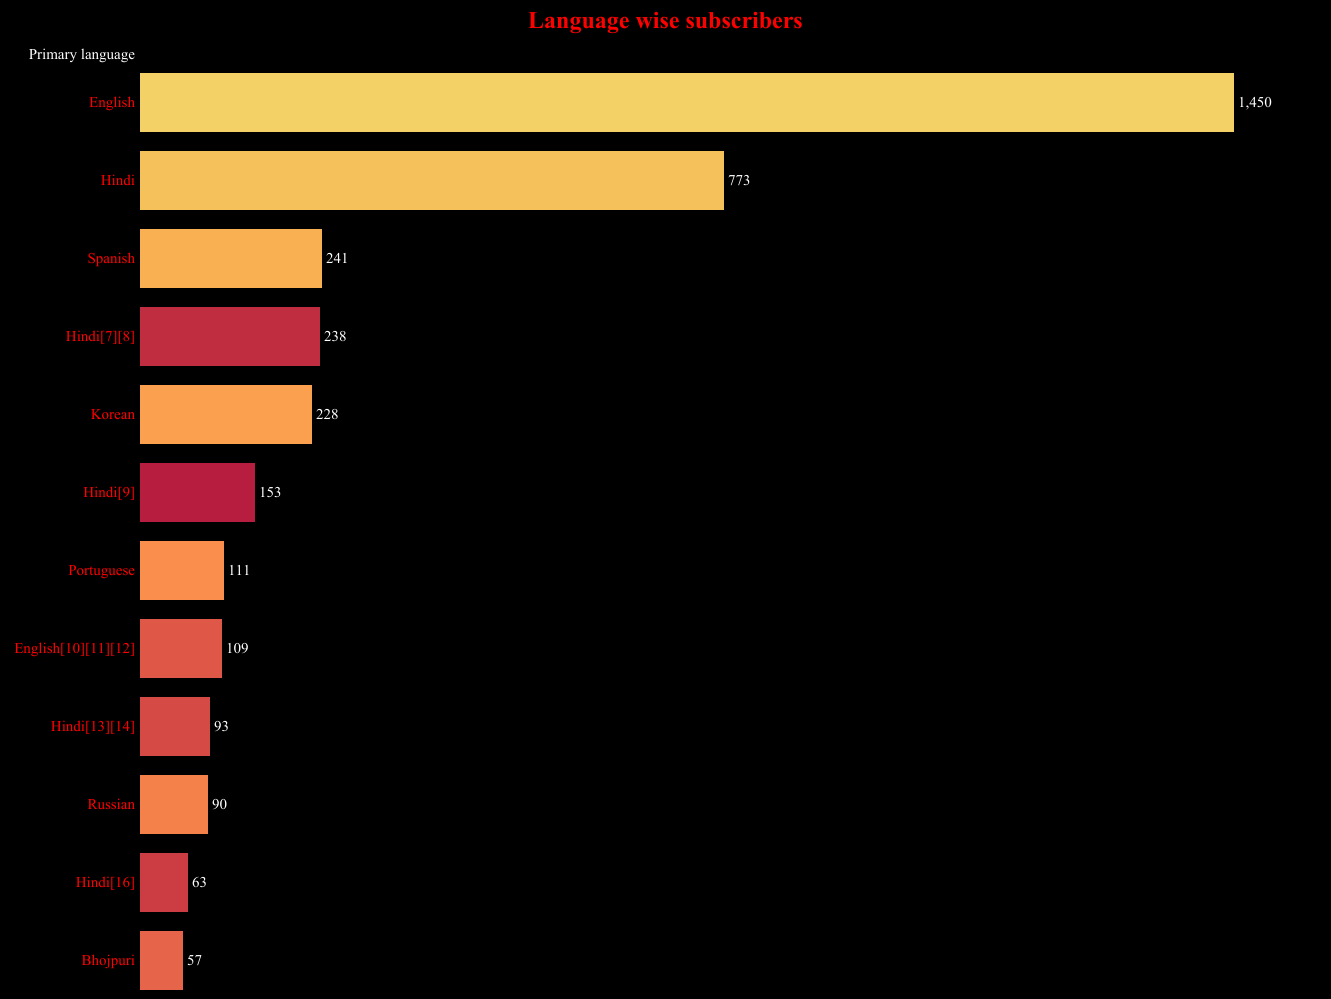 Language wise subscribers
Primary language
English 1,450
Hindi 773
Spanish 241
Hindi[7][8] 238
Korean 228
Hindi[9] 153
Portuguese 111
English[10][11][12] 109
Hindi[13][14] 93
Russian 90
Hindi[16] 63
Bhojpuri 57